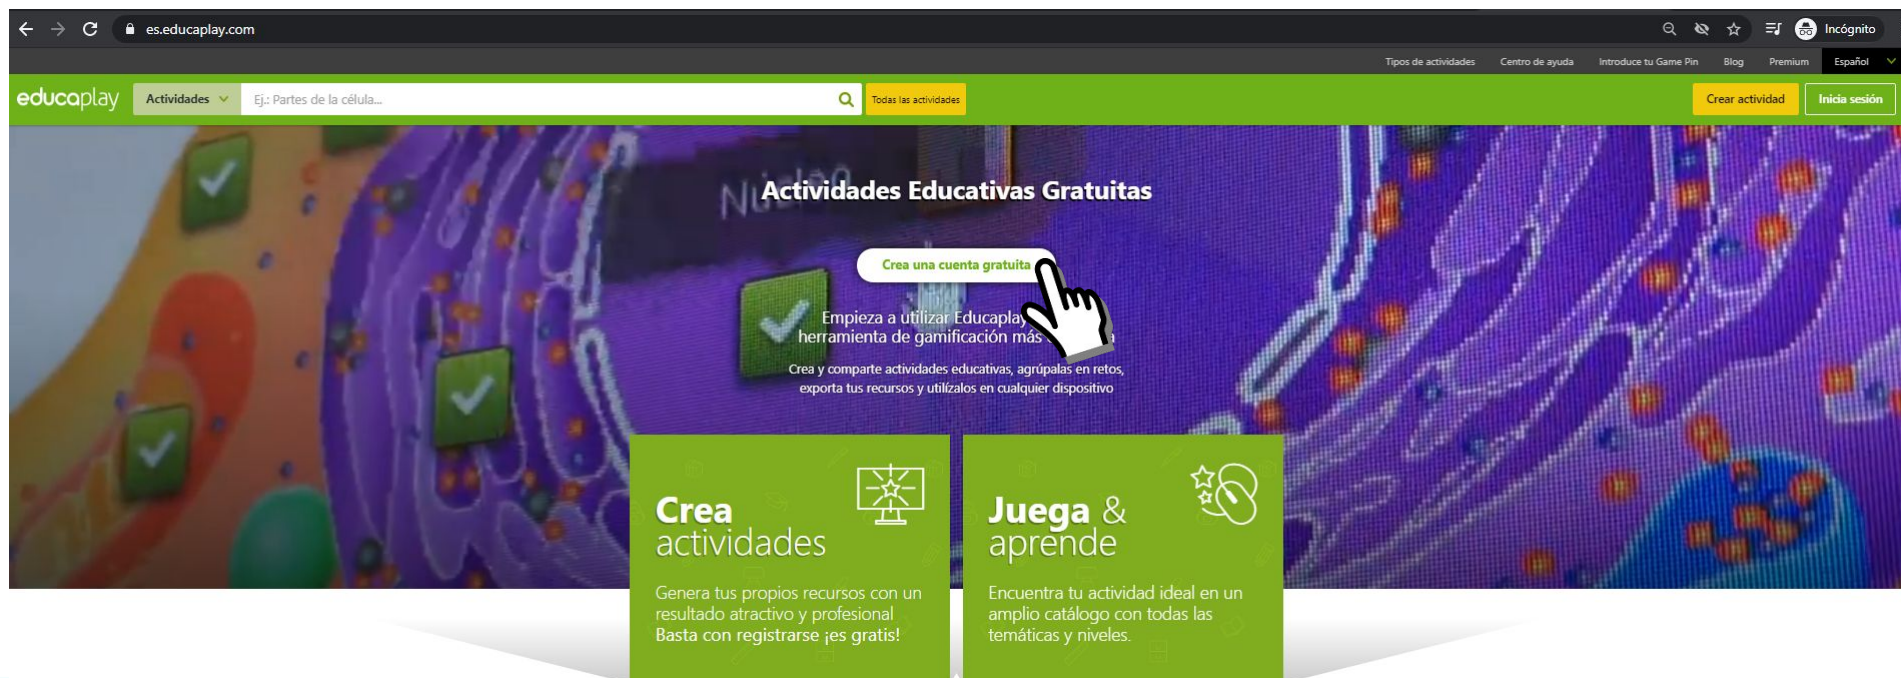 es.educaplay.com
Incógnito
Tipos de actividades Centro de ayuda Introduce tu Game Pin Blog Premium Español
educaplay Actividades Ej.: Partes de la célula... Todas las actividades Crear actividad Inicia sesión
Actividades Educativas Gratuitas
Crea una cuenta gratuita
Empieza a utilizar Educaplay
herramienta de gamificación más
Crea y comparte actividades educativas, agrúpalas en retos,
exporta tus recursos y utilízalos en cualquier dispositivo
Crea
actividades
Genera tus propios recursos con un
resultado atractivo y profesional
Basta con registrarse ¡es gratis!
Juega &
aprende
Encuentra tu actividad ideal en un
amplio catálogo con todas las
temáticas y niveles.